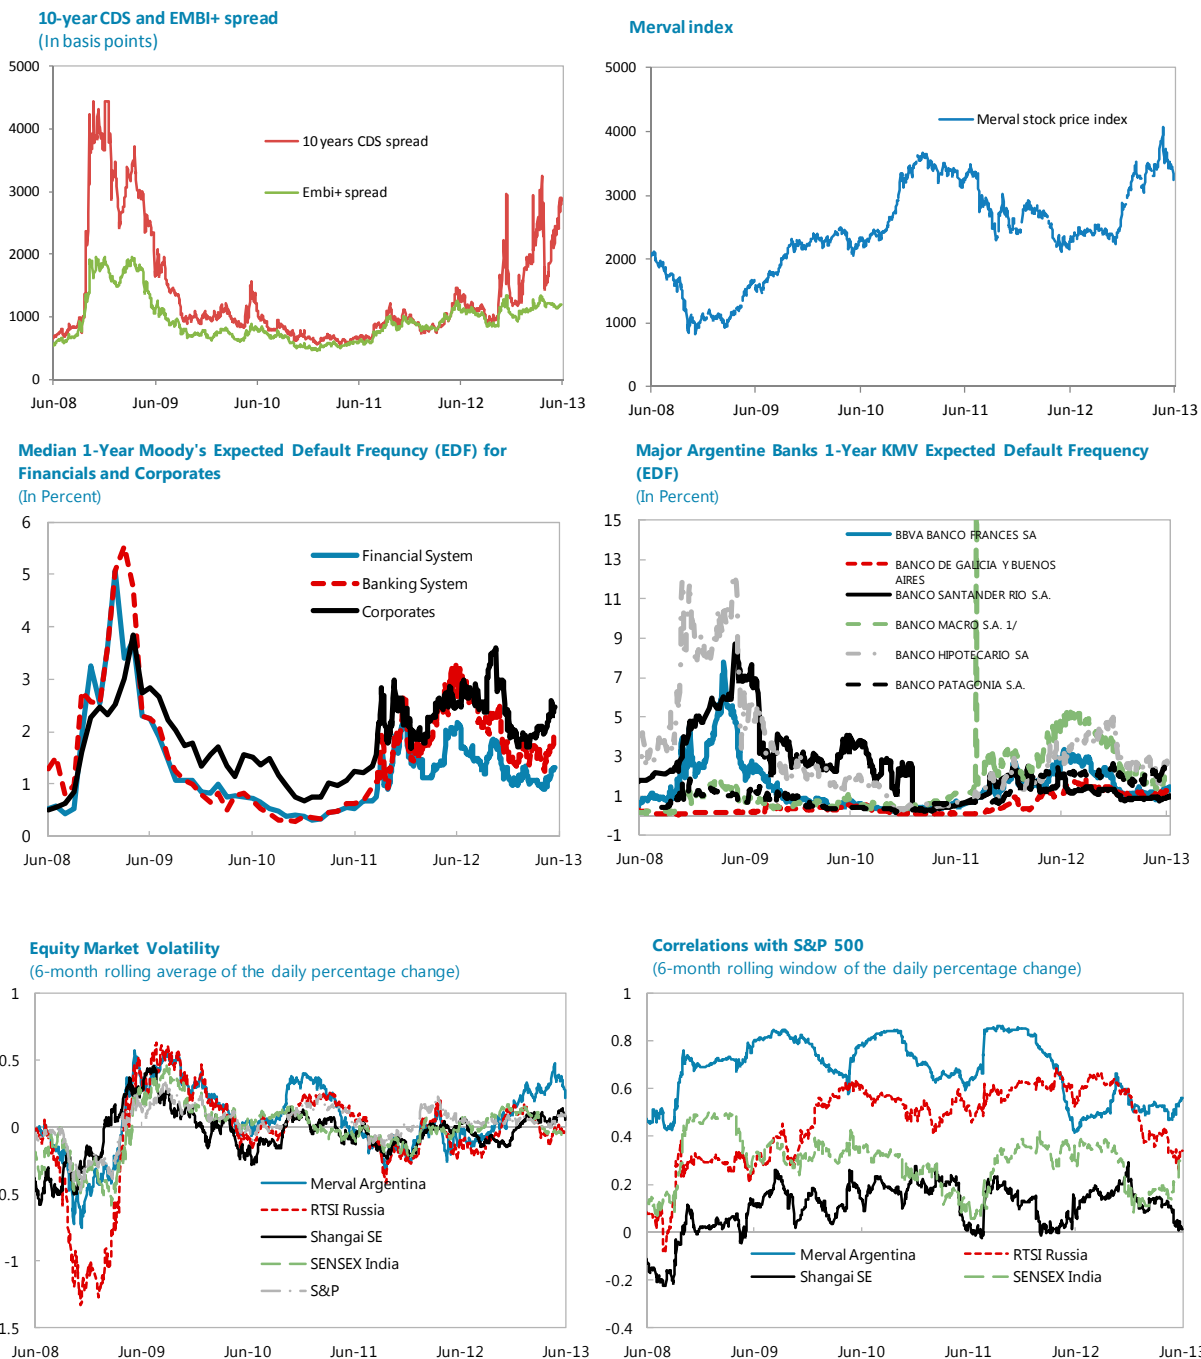 10-year CDS and EMBI+ spread
(In basis points)
5000
4000
3000
2000
1000
0
10 years CDS spread
Embi+ spread
Jun-08 Jun-09 Jun-10 Jun-11 Jun-12 Jun-13
Merval index
5000
4000
3000
2000
1000
0
Merval stock price index
Jun-08 Jun-09 Jun-10 Jun-11 Jun-12 Jun-13
Median 1-Year Moody's Expected Default Frequncy (EDF) for
Financials and Corporates
(In Percent)
6
5
4
3
2
1
0
Financial System
Banking System
Corporates
Jun-08 Jun-09 Jun-10 Jun-11 Jun-12 Jun-13
Major Argentine Banks 1-Year KMV Expected Default Frequency
(EDF)
(In Percent)
15
13
11
9
7
5
3
1
-1
BBVA BANCO FRANCES SA
BANCO DE GALICIA Y BUENOS
AIRES
BANCO SANTANDER RIO S.A.
BANCO MACRO S.A. 1/
BANCO HIPOTECARIO SA
BANCO PATAGONIA S.A.
Jun-08 Jun-09 Jun-10 Jun-11 Jun-12 Jun-13
Equity Market Volatility
(6-month rolling average of the daily percentage change)
1
0.5
0
0.5
-1
1.5
Merval Argentina
RTSI Russia
Shangai SE
SENSEX India
S&P
Jun-08 Jun-09 Jun-10 Jun-11 Jun-12 Jun-13
Correlations with S&P 500
(6-month rolling window of the daily percentage change)
1
0.8
0.6
0.4
0.2
0
-0.2
-0.4
Merval Argentina RTSI Russia
Shangai SE SENSEX India
Jun-08 Jun-09 Jun-10 Jun-11 Jun-12 Jun-1